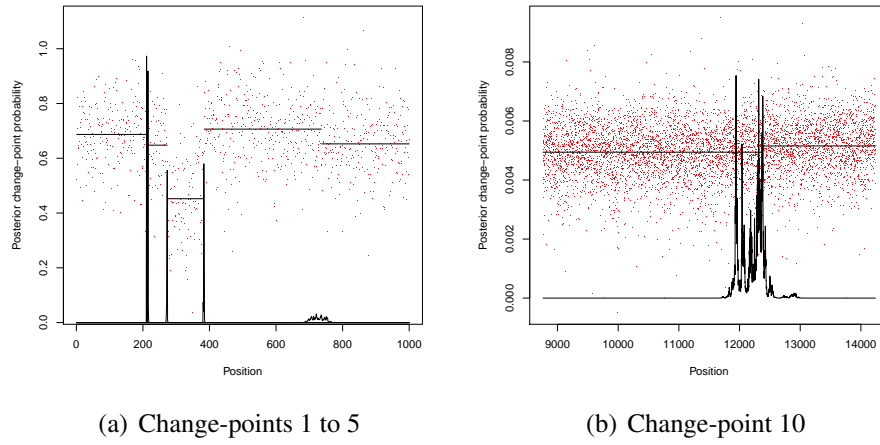 Posterior change−point probability
1.0
0.8
0.6
0.4
0.2
0.0
0 200 400 600 800 1000
Position
(a) Change-points 1 to 5
Posterior change−point probability
0.008
0.006
0.004
0.002
0.000
9000 10000 11000 12000 13000 14000
Position
(b) Change-point 10